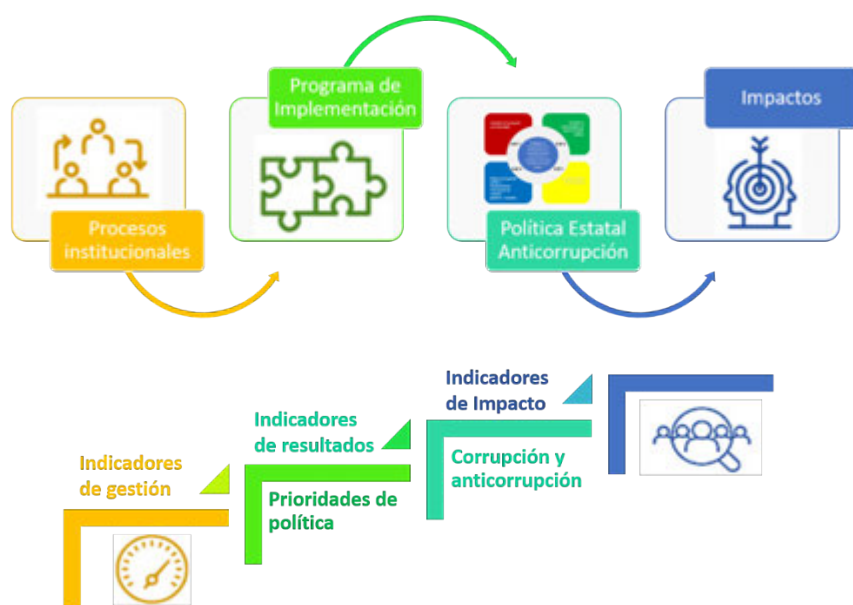 Programa de
Implementación
Impactos
Procesos
institucionales
Política Estatal
Anticorrupción
Indicadores
de Impacto
Indicadores
de resultados
Corrupción y
anticorrupción
Indicadores
de gestión
Prioridades de
política